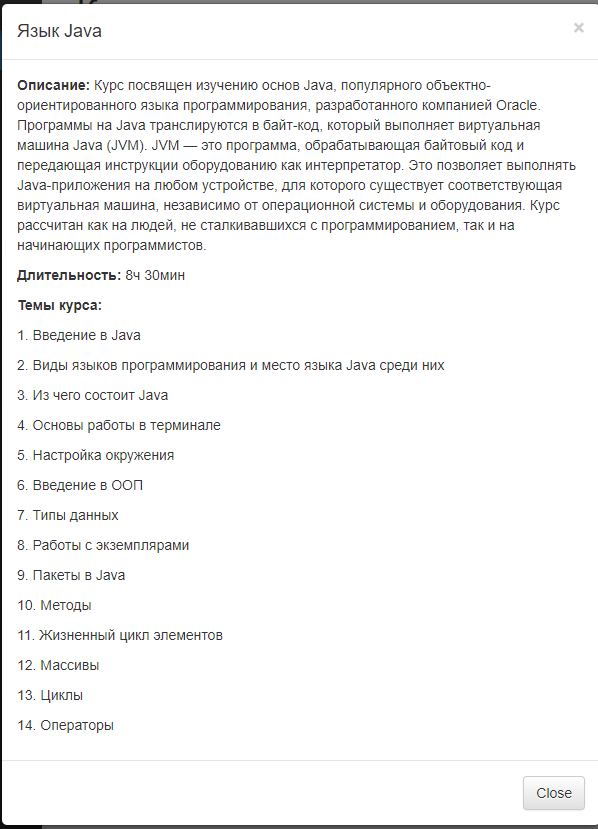 Язык Java
×
Описание: Курс посвящен изучению основ Java, популярного объектно-
ориентированного языка программирования, разработанного компанией Oracle.
Программы на Java транслируются в байт-код, который выполняет виртуальная
машина Java (JVM). JVM — это программа, обрабатывающая байтовый код и
передающая инструкции оборудованию как интерпретатор. Это позволяет выполнять
Java-приложения на любом устройстве, для которого существует соответствующая
виртуальная машина, независимо от операционной системы и оборудования. Курс
рассчитан как на людей, не сталкивавшихся с программированием, так и на
начинающих программистов.
Длительность: 8ч 30мин
Темы курса:
1. Введение в Java
2. Виды языков программирования и место языка Java среди них
3. Из чего состоит Java
4. Основы работы в терминале
5. Настройка окружения
6. Введение в ООП
7. Типы данных
8. Работы с экземплярами
9. Пакеты в Java
10. Методы
11. Жизненный цикл элементов
12. Массивы
13. Циклы
14. Операторы
Close